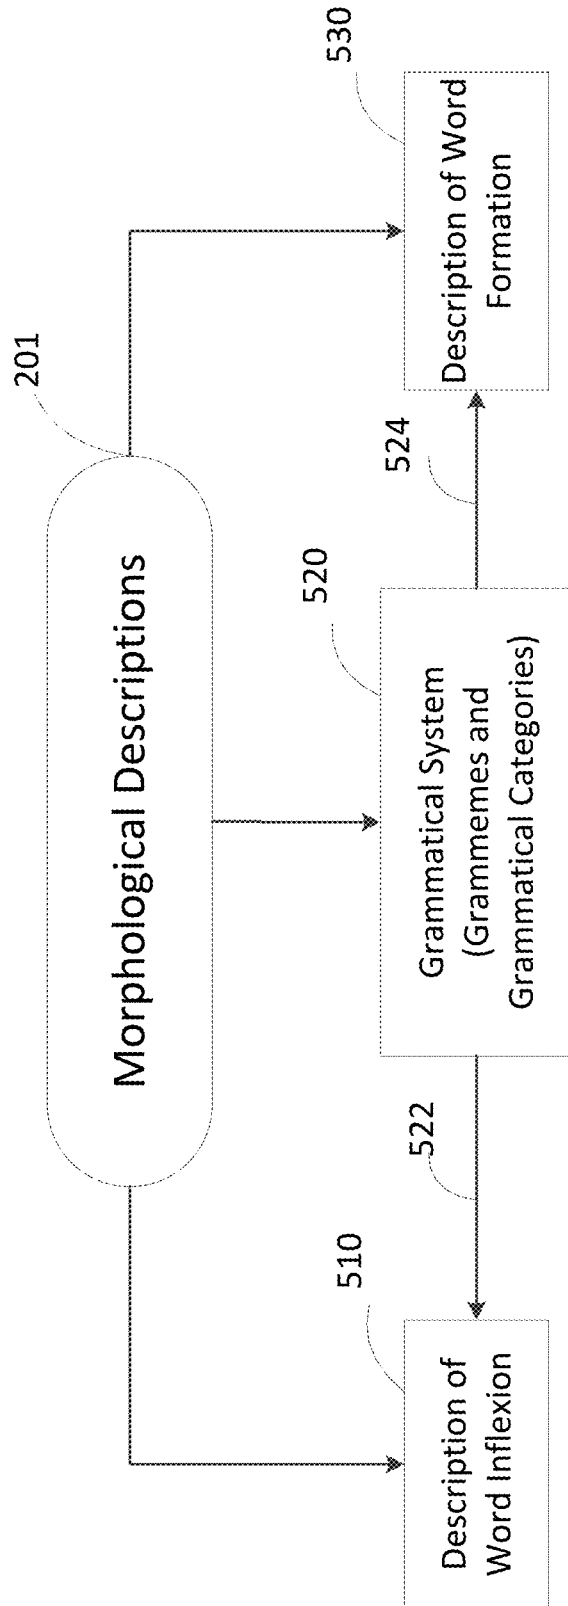 201
Morphological Descriptions
510
Description of
Word Inflexion
522
520
Grammatical System
(Grammemes and
Grammatical Categories)
524
530
Description of Word
Formation